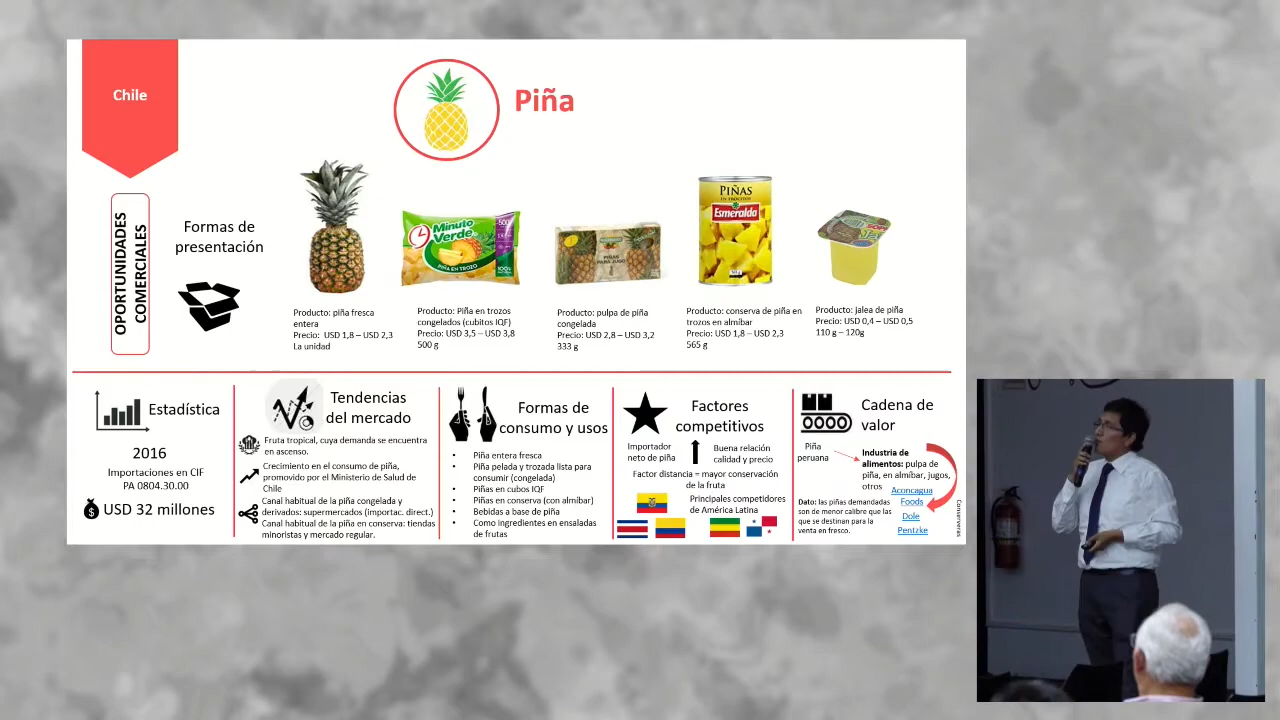 Chile
Piña
OPORTUNIDADES
COMERCIALES
Formas de
presentación
Minuto
Verde
PIÑA EN TROZO
PIÑAS
PARA JUGO
PIÑAS
EN TROCITOS
Esmeralda
Producto: piña fresca
entera
Precio: USD 1,8 – USD 2,3
La unidad
Producto: Piña en trozos
congelados (cubitos IQF)
Precio: USD 3,5 – USD 3,8
500 g
Producto: pulpa de piña
congelada
Precio: USD 2,8 – USD 3,2
333 g
Producto: conserva de piña en
trozos en almíbar
Precio: USD 1,8 – USD 2,3
565 g
Producto: jalea de piña
Precio: USD 0,4 – USD 0,5
110 g – 120g
Estadística
2016
Importaciones en CIF
PA 0804.30.00
USD 32 millones
Tendencias
del mercado
Fruta tropical, cuya demanda se encuentra
en ascenso.
Crecimiento en el consumo de piña,
promovido por el Ministerio de Salud de
Chile
Canal habitual de la piña congelada y
derivados: supermercados (importac. direct.)
Canal habitual de la piña en conserva: tiendas
minoristas y mercado regular.
Formas de
consumo y usos
• Piña entera fresca
• Piña pelada y trozada lista para
consumir (congelada)
• Piñas en cubos IQF
• Piñas en conserva (con almíbar)
• Bebidas a base de piña
• Como ingredientes en ensaladas
de frutas
Factores
competitivos
Importador
neto de piña
Buena relación
calidad y precio
Factor distancia = mayor conservación
de la fruta
Principales competidores
de América Latina
Cadena de
valor
Piña
peruana
Industria de
alimentos: pulpa de
piña, en almíbar, jugos,
otros
Dato: las piñas demandadas
son de menor calibre que las
que se destinan para la
venta en fresco.
Aconcagua
Foods
Dole
Pentzke
Conserveras